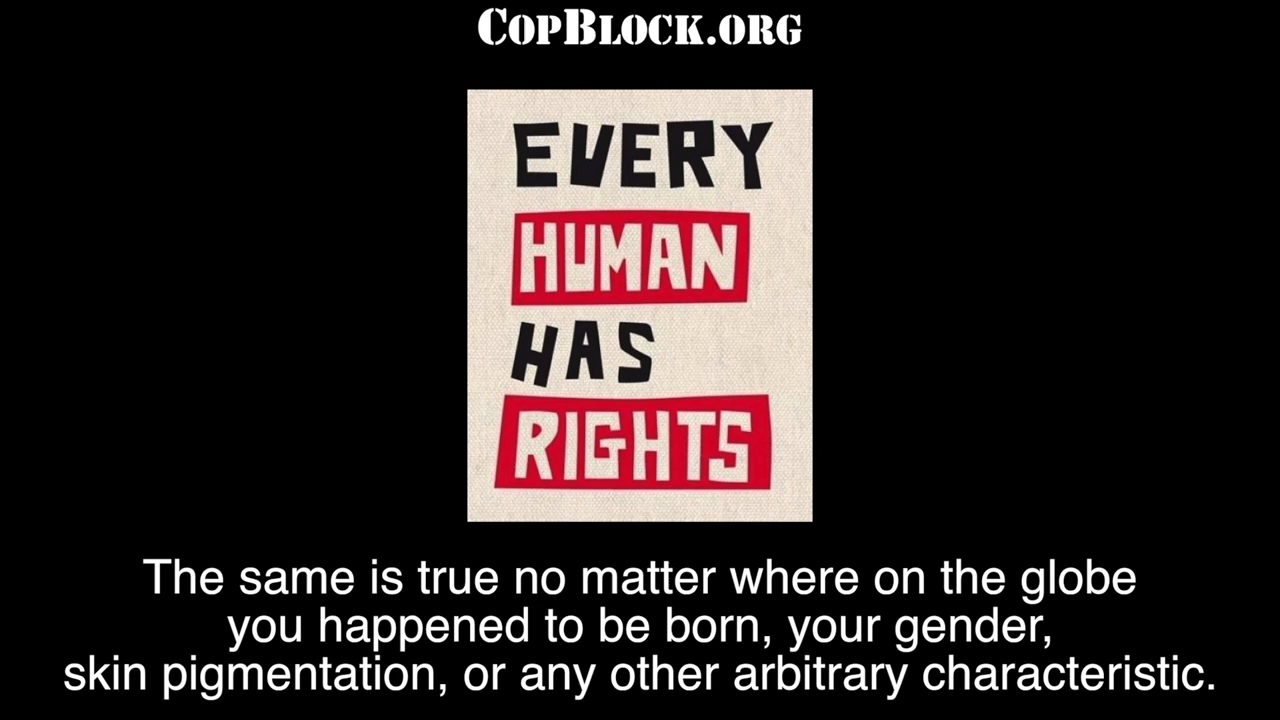 COPBLOCK.ORG
EVERY
HUMAN
HAS
RIGHTS
The same is true no matter where on the globe
you happened to be born, your gender,
skin pigmentation, or any other arbitrary characteristic.